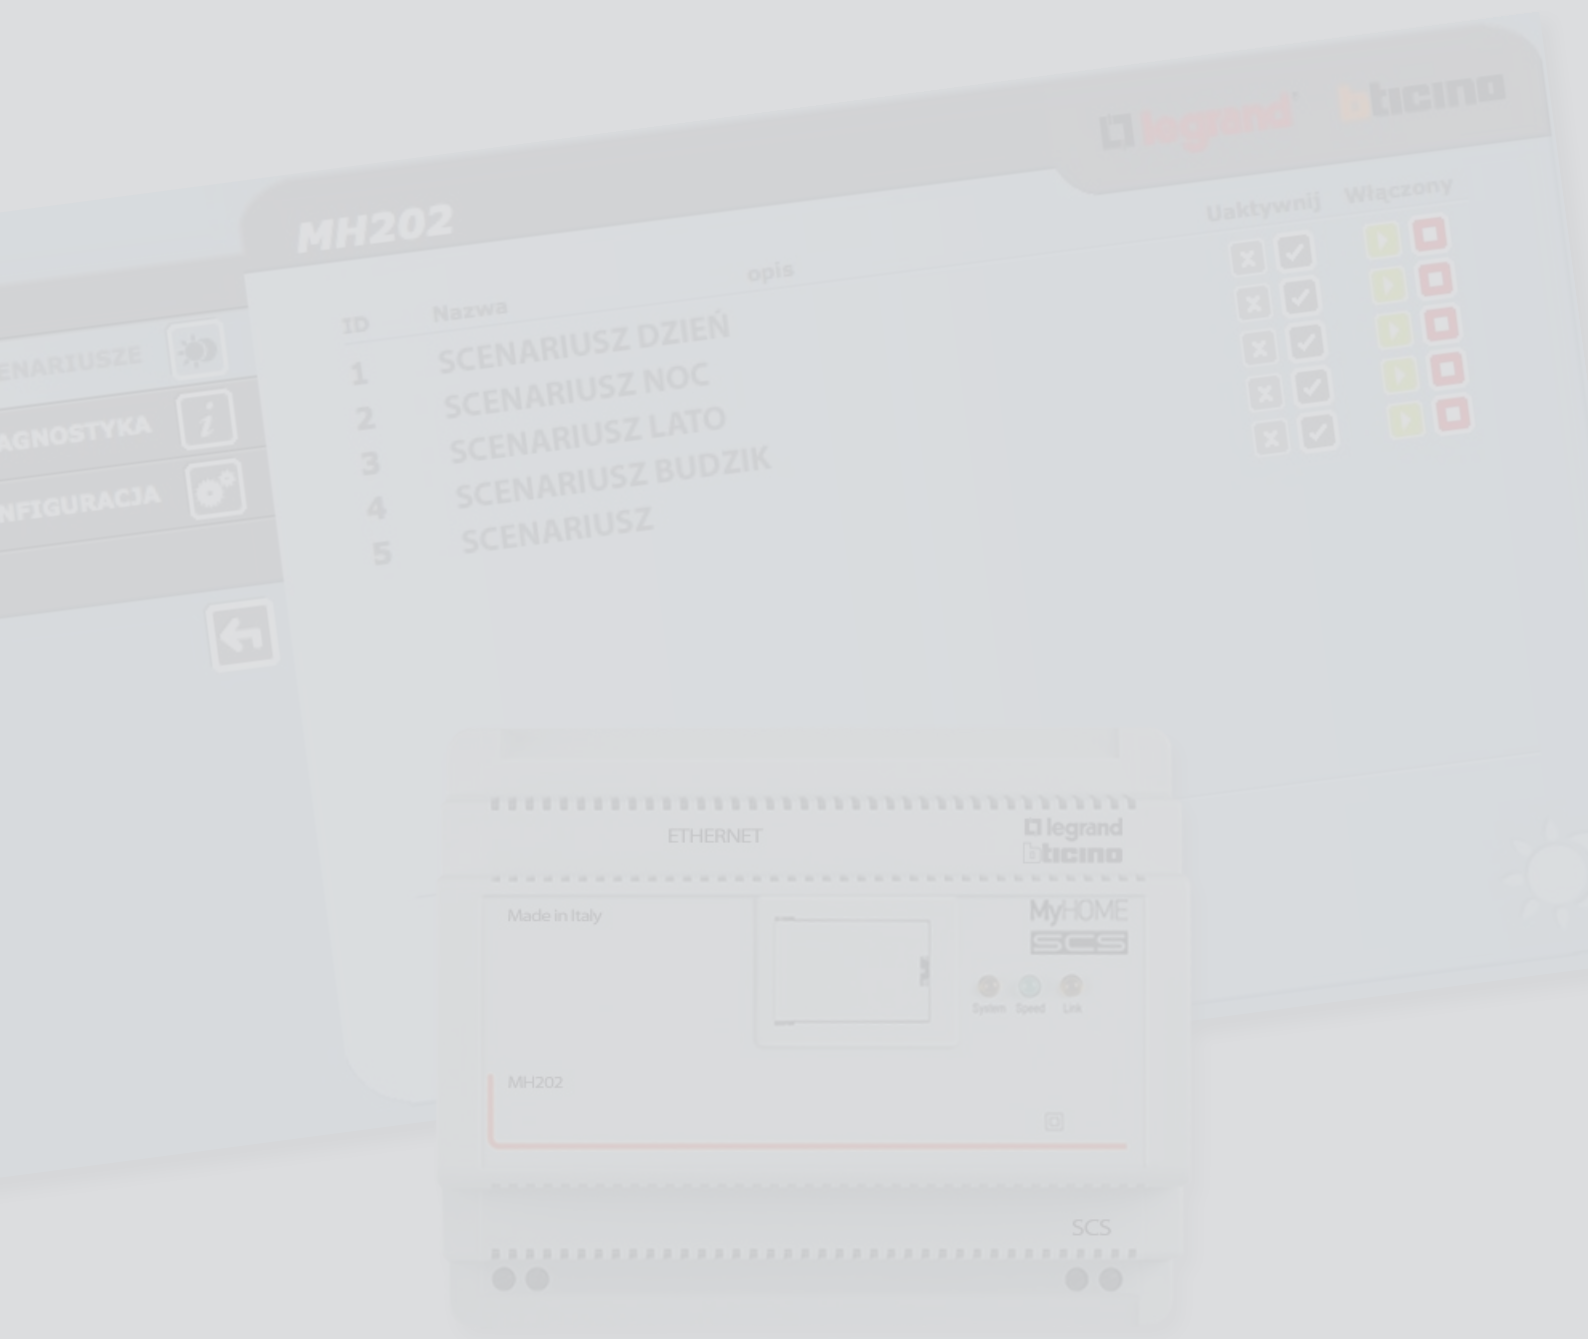 legrand bticino
MH202
Uaktywnij Włączony
ID Nazwa opis
1 SCENARIUSZ DZIEŃ
2 SCENARIUSZ NOC
3 SCENARIUSZ LATO
4 SCENARIUSZ BUDZIK
5 SCENARIUSZ
ENARIUSZE
AGNOSTYKA
NFIGURACJA
ETHERNET
legrand
bticino
Made in Italy
MyHOME
SCS
System Speed Link
MH202
SCS